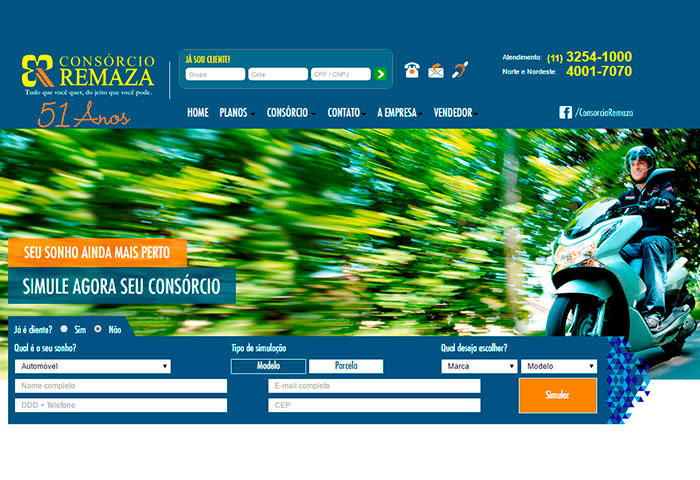 CONSÓRCIO
REMAZA
Tudo que você quer, do jeito que você pode.
51 Anos
JÁ SOU CLIENTE?
Grupo
Cota
CPF / CNPJ
Atendimento: (11) 3254-1000
Norte e Nordeste: 4001-7070
HOME PLANOS CONSÓRCIO CONTATO A EMPRESA VENDEDOR
/ConsorcioRemaza
SEU SONHO AINDA MAIS PERTO
SIMULE AGORA SEU CONSÓRCIO
Já é cliente? Sim Não
Qual é o seu sonho?
Automóvel
Tipo de simulação
Modelo Parcela
Qual deseja escolher?
Marca Modelo
Nome completo
E-mail completo
DDD + Telefone
CEP
Simular